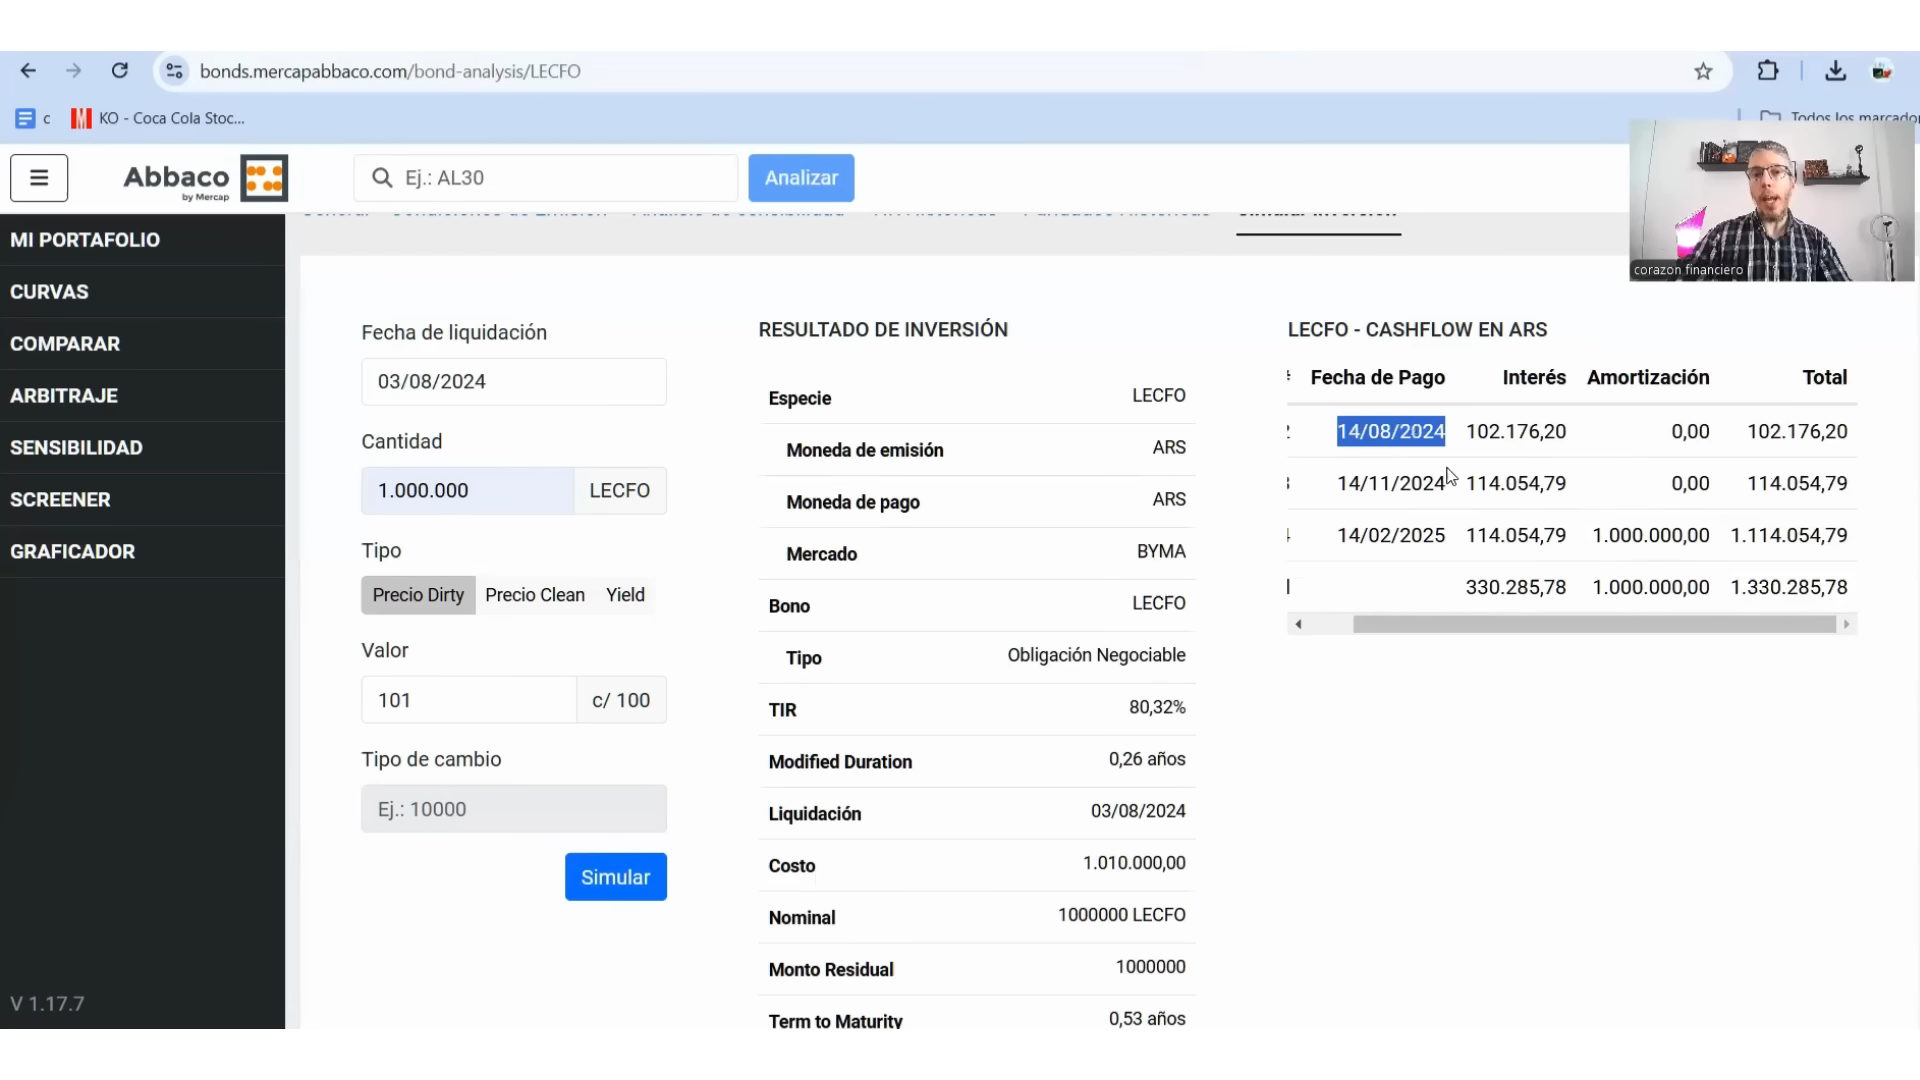 bonds.mercapabbaco.com/bond-analysis/LECFO
c
KO - Coca Cola Stoc...
Todos los marcador
Abbaco
by Mercap
Ej.: AL30
Analizar
corazon financiero
MI PORTAFOLIO
CURVAS
COMPARAR
ARBITRAJE
SENSIBILIDAD
SCREENER
GRAFICADOR
V 1.17.7
Fecha de liquidación
03/08/2024
Cantidad
1.000.000 LECFO
Tipo
Precio Dirty Precio Clean Yield
Valor
101 c/ 100
Tipo de cambio
Ej.: 10000
Simular
RESULTADO DE INVERSIÓN
Especie LECFO
Moneda de emisión ARS
Moneda de pago ARS
Mercado BYMA
Bono LECFO
Tipo Obligación Negociable
TIR 80,32%
Modified Duration 0,26 años
Liquidación 03/08/2024
Costo 1.010.000,00
Nominal 1000000 LECFO
Monto Residual 1000000
Term to Maturity 0,53 años
LECFO - CASHFLOW EN ARS
Fecha de Pago Interés Amortización Total
14/08/2024 102.176,20 0,00 102.176,20
14/11/2024 114.054,79 0,00 114.054,79
14/02/2025 114.054,79 1.000.000,00 1.114.054,79
330.285,78 1.000.000,00 1.330.285,78